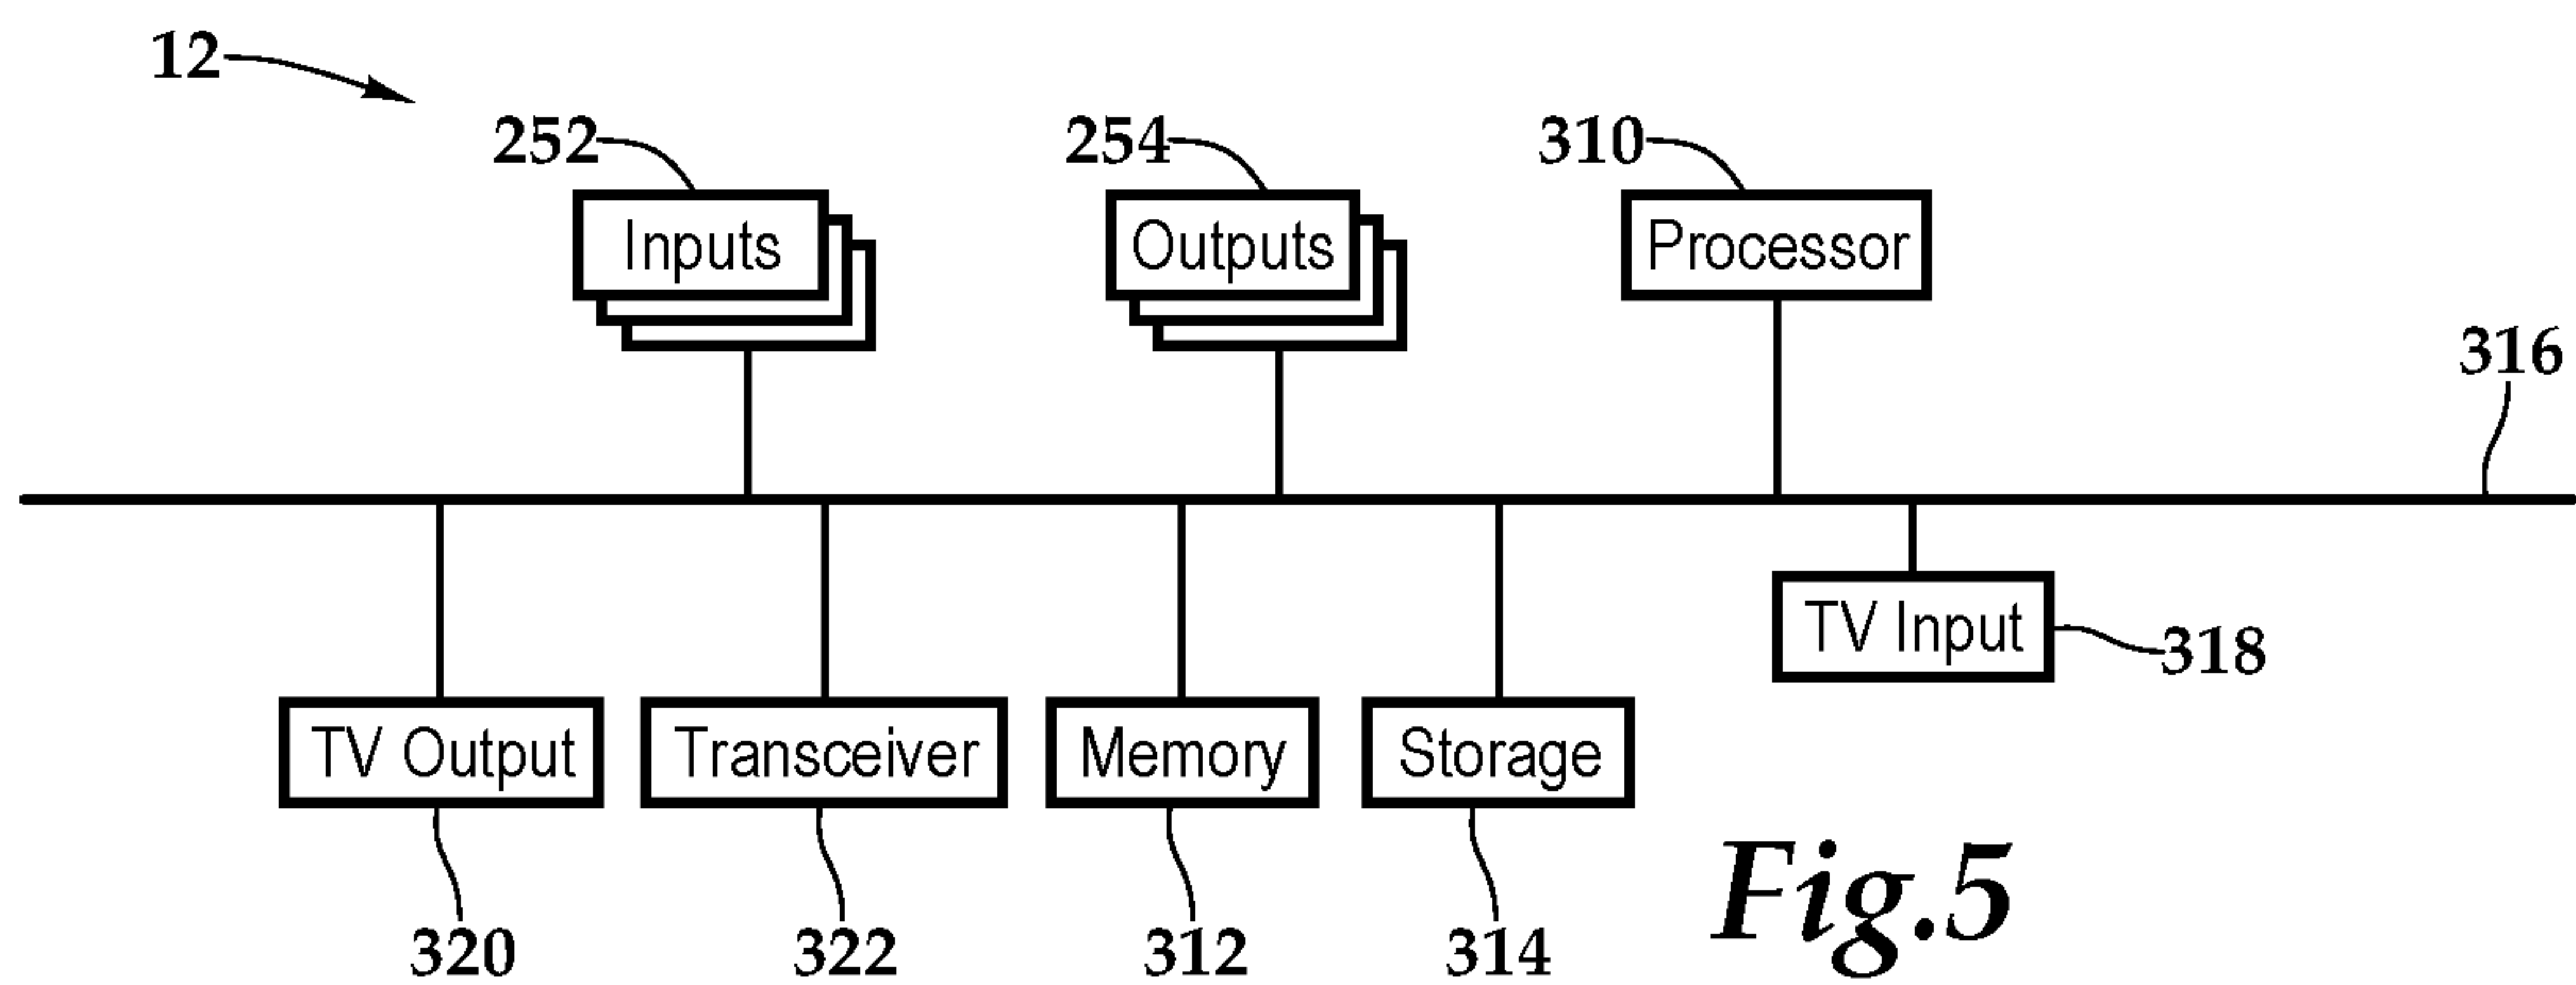 12
252
254
310
Inputs
Outputs
Processor
316
TV Input
318
TV Output
Transceiver
Memory
Storage
320
322
312
314
Fig.5